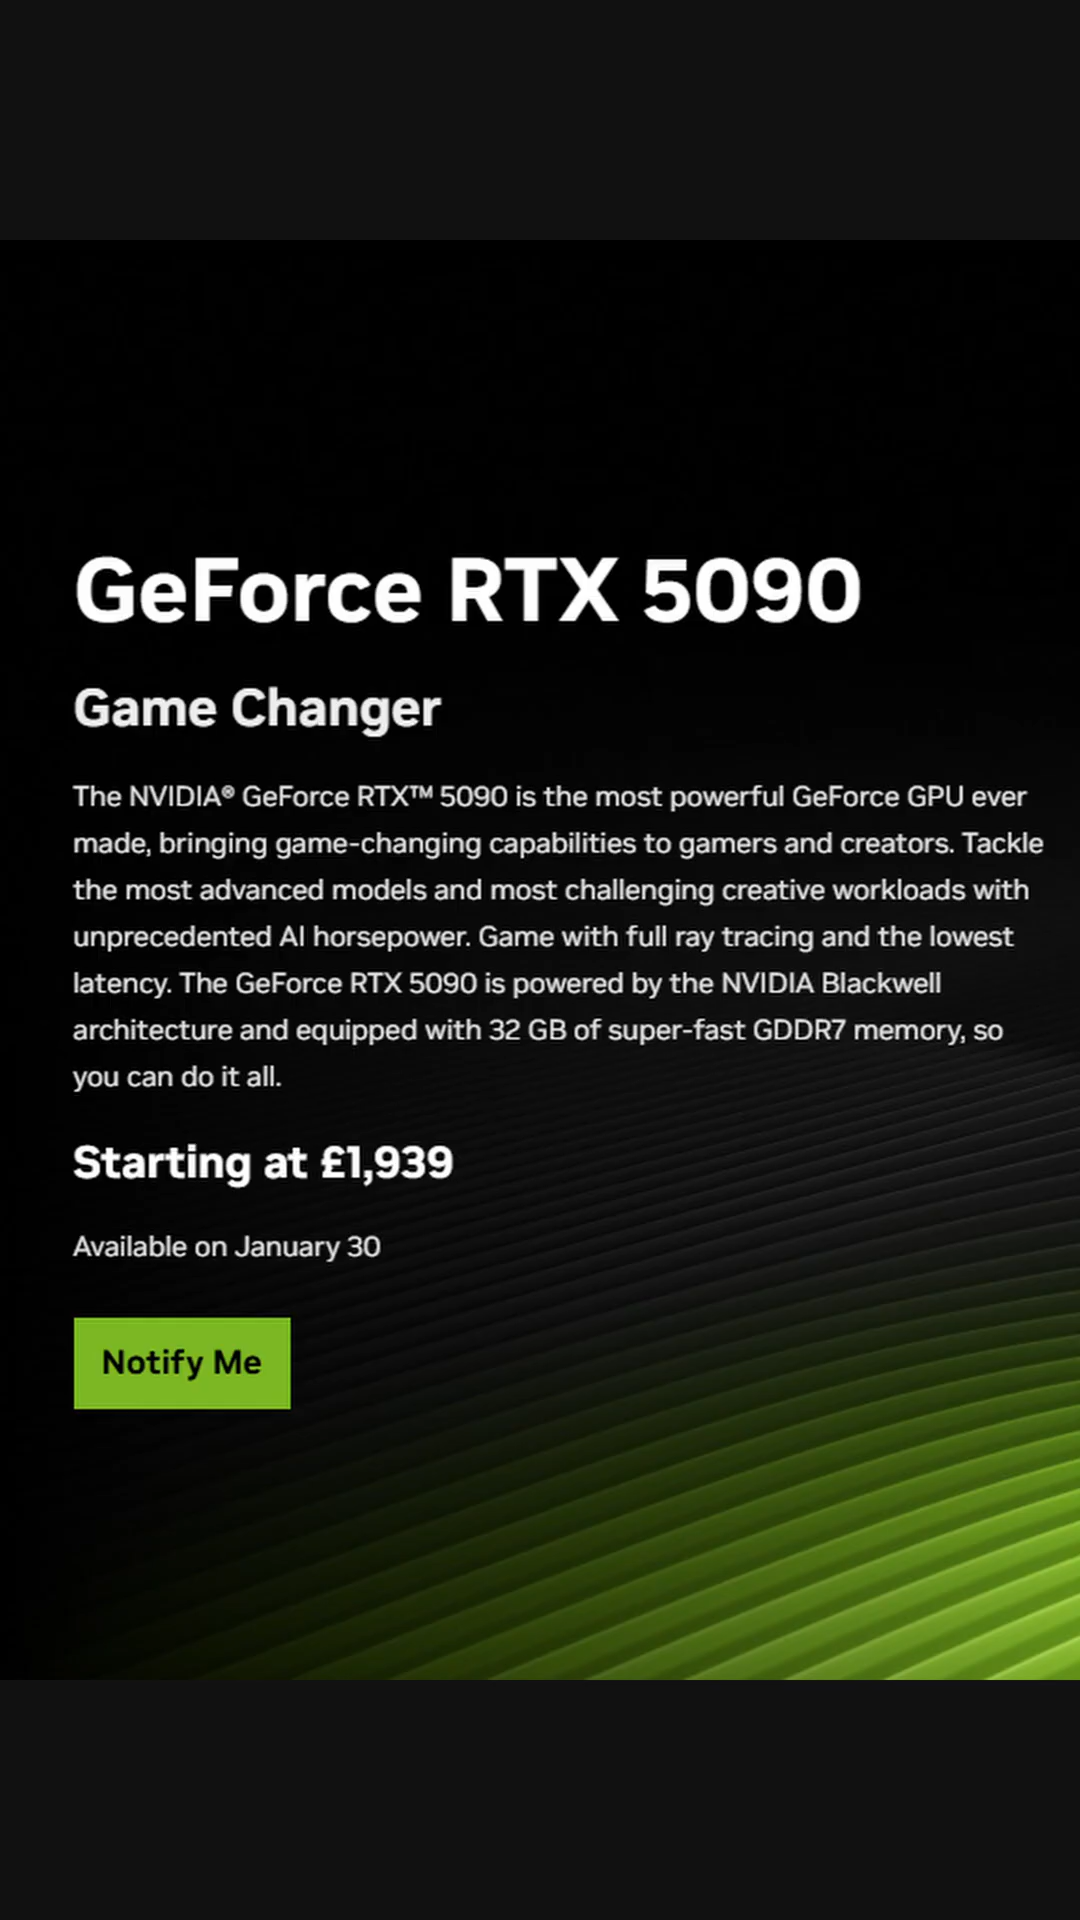 GeForce RTX 5090
Game Changer
The NVIDIA® GeForce RTX™ 5090 is the most powerful GeForce GPU ever
made, bringing game-changing capabilities to gamers and creators. Tackle
the most advanced models and most challenging creative workloads with
unprecedented AI horsepower. Game with full ray tracing and the lowest
latency. The GeForce RTX 5090 is powered by the NVIDIA Blackwell
architecture and equipped with 32 GB of super-fast GDDR7 memory, so
you can do it all.
Starting at £1,939
Available on January 30
Notify Me